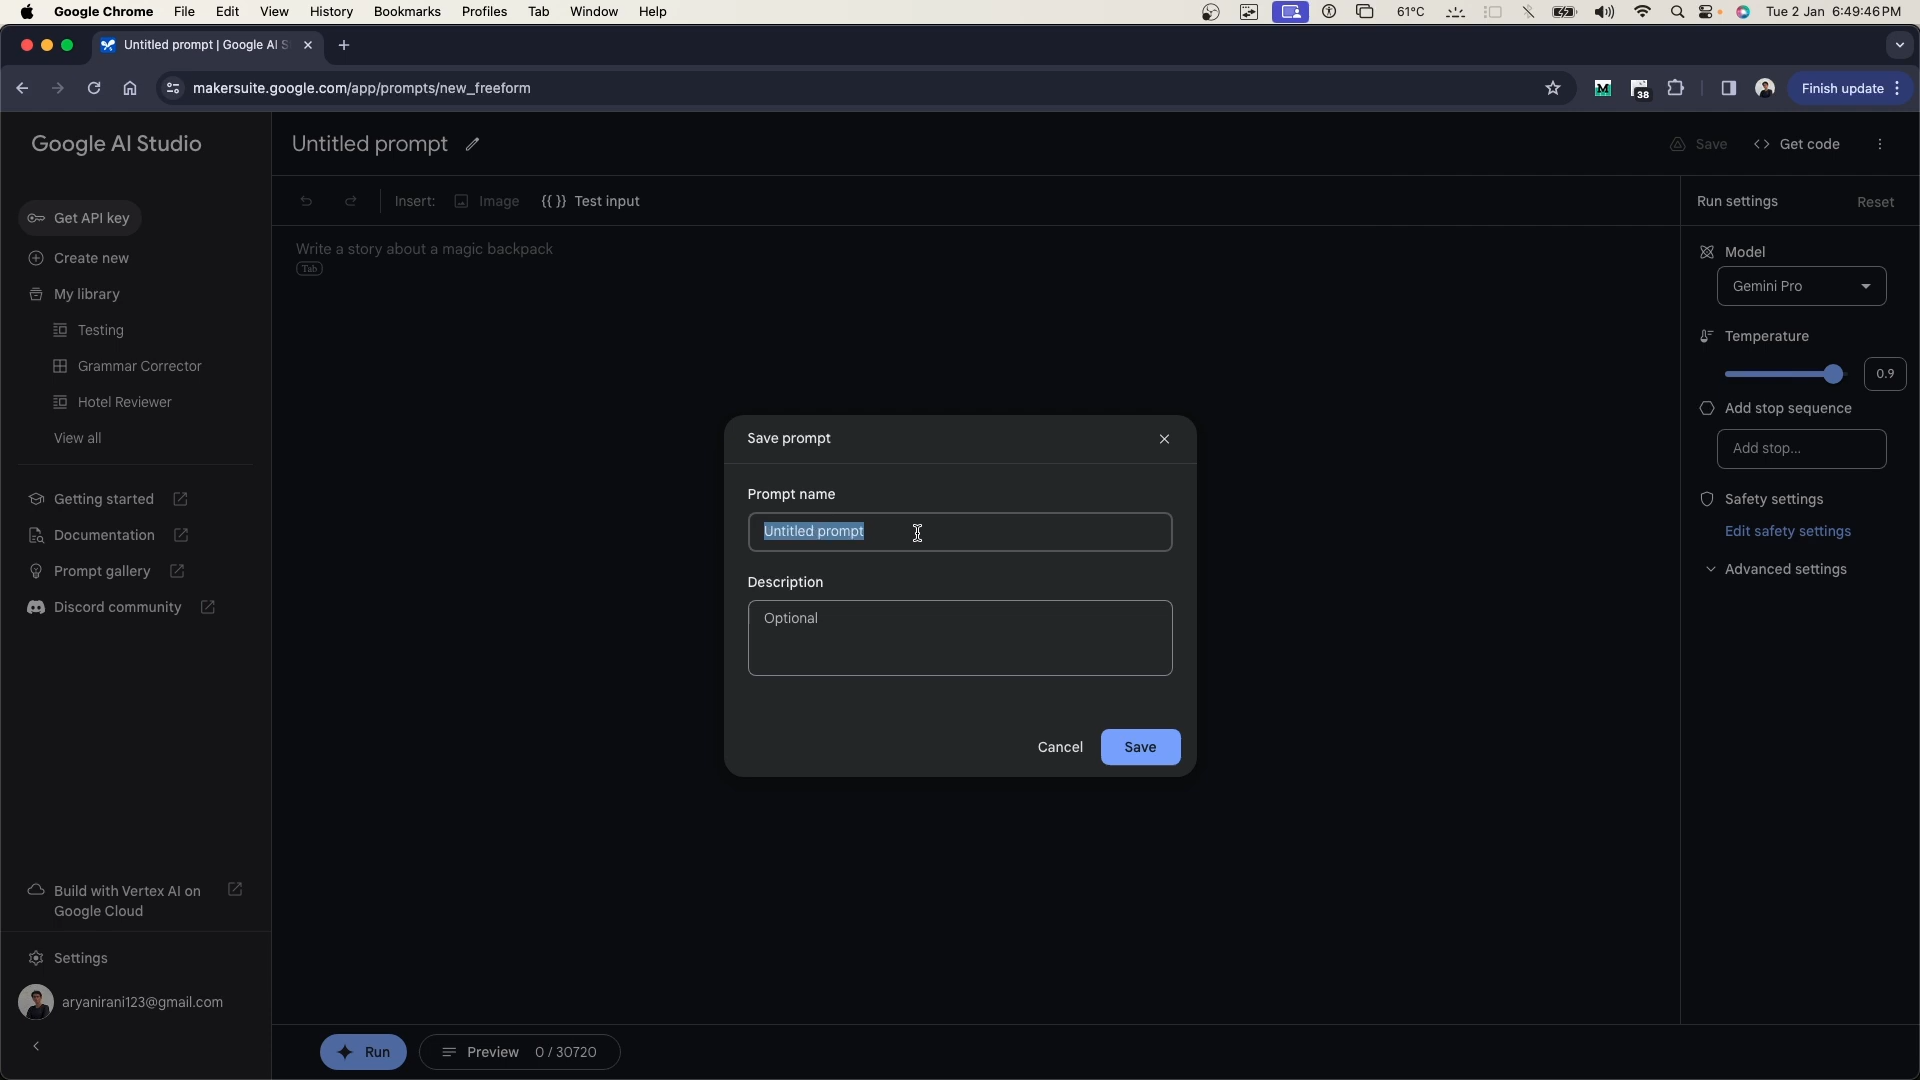 Google Chrome File Edit View History Bookmarks Profiles Tab Window Help 61°C Tue 2 Jan 6:49:46 PM
Untitled prompt | Google AI S
makersuite.google.com/app/prompts/new_freeform
38
Finish update
Google AI Studio
Untitled prompt
Save
Get code
Get API key
Create new
My library
Testing
Grammar Corrector
Hotel Reviewer
View all
Getting started
Documentation
Prompt gallery
Discord community
Build with Vertex AI on
Google Cloud
Settings
aryanirani123@gmail.com
Insert: Image {{ }} Test input
Write a story about a magic backpack
Tab
Save prompt
Prompt name
Untitled prompt
Description
Optional
Cancel
Save
Run
Preview 0 / 30720
Run settings
Reset
Model
Gemini Pro
Temperature
0.9
Add stop sequence
Add stop...
Safety settings
Edit safety settings
Advanced settings